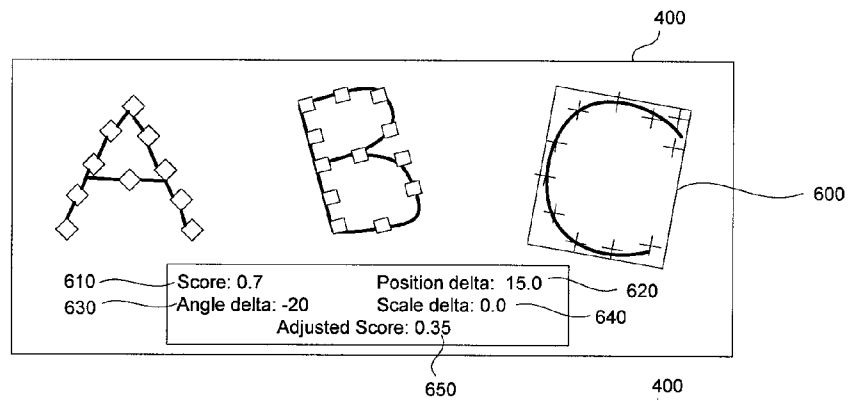 400
A B C
600
610 Score: 0.7 Position delta: 15.0 620
630 Angle delta: -20 Scale delta: 0.0 640
Adjusted Score: 0.35
650 400